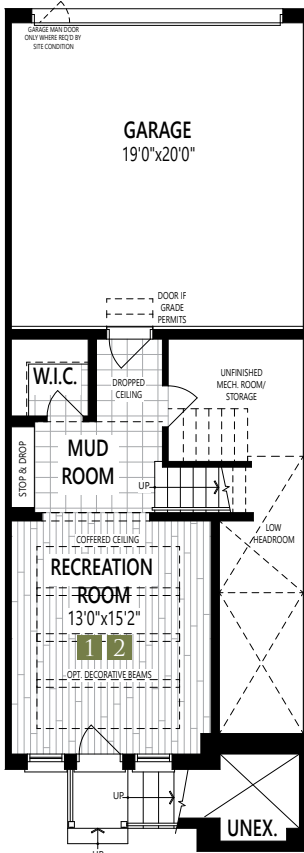 GARAGE MAN DOOR
ONLY WHERE REQ'D BY
SITE CONDITION
GARAGE
19'0"x20'0"
DOOR IF
GRADE
PERMITS
W.I.C.
DROPPED
CEILING
UNFINISHED
MECH. ROOM/
STORAGE
STOP & DROP
MUD
ROOM
UP
LOW
HEADROOM
COFFERED CEILING
RECREATION
ROOM
13'0"x15'2"
1 2
OPT. DECORATIVE BEAMS
UP
UNEX.
UP